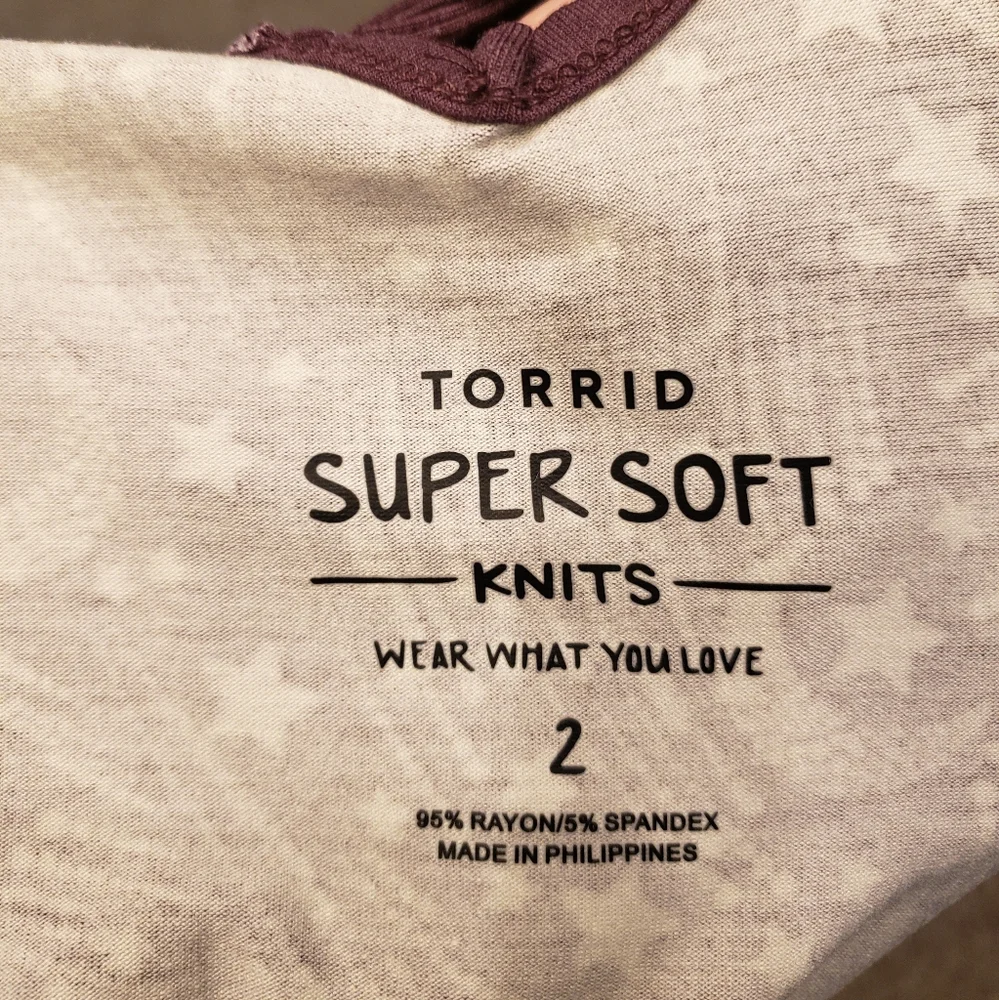 TORRID
SUPER SOFT
KNITS
WEAR WHAT YOU LOVE
2
95% RAYON/5% SPANDEX
MADE IN PHILIPPINES